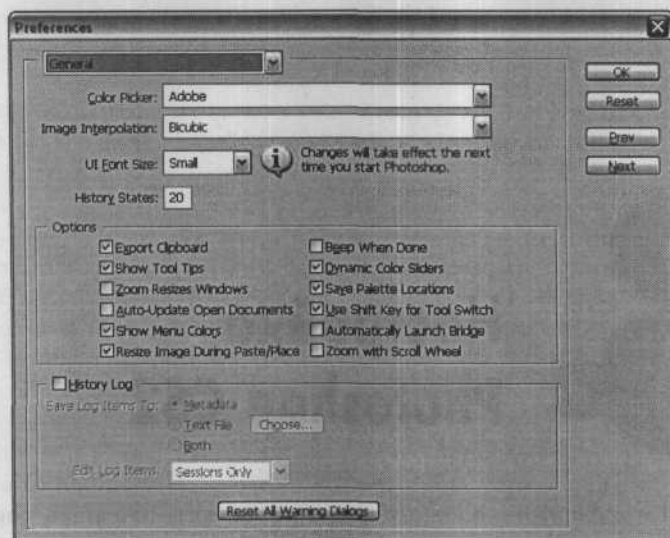 Preferences
General
OK
Color Picker: Adobe
Reset
Image Interpolation: Bicubic
Prev
UI Font Size: Small
Changes will take effect the next
time you start Photoshop.
Next
History States: 20
Options
Export Clipboard
Beep When Done
Show Tool Tips
Dynamic Color Sliders
Zoom Resizes Windows
Save Palette Locations
Auto-Update Open Documents
Use Shift Key for Tool Switch
Show Menu Colors
Automatically Launch Bridge
Resize Image During Paste/Place
Zoom with Scroll Wheel
History Log
Save Log Items To: Metadata
Text File Choose...
Both
Edit Log Items: Sessions Only
Reset All Warning Dialogs